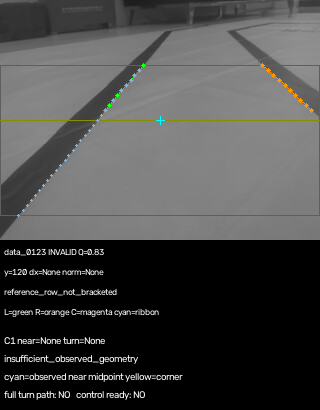 data_0123 INVALID Q=0.83
y=120 dx=None norm=None
reference_row_not_bracketed
L=green R=orange C=magenta cyan=ribbon
C1 near=None turn=None
insufficient_observed_geometry
cyan=observed near midpoint yellow=corner
full turn path: NO control ready: NO